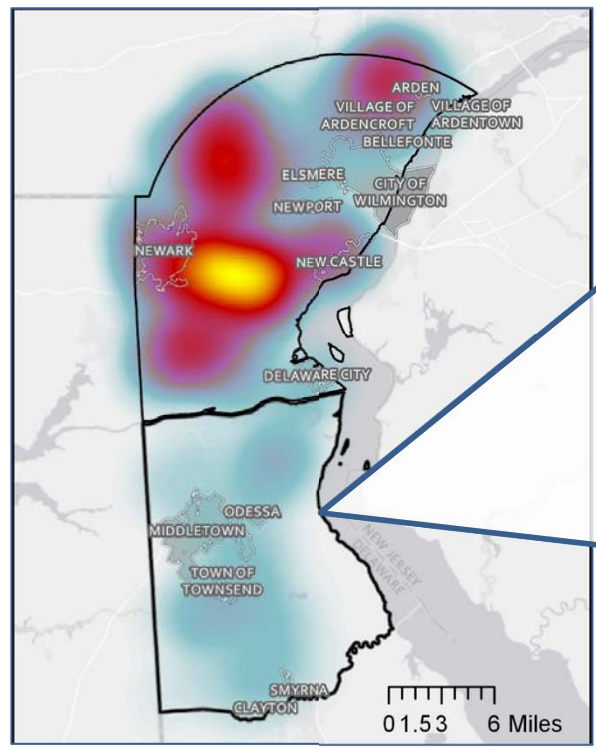 ARDEN
VILLAGE OF
ARDENCROFT
VILLAGE OF
ARDENTOWN
BELLEFONTE
ELSMERE
CITY OF
WILMINGTON
NEWPORT
NEWARK
NEW CASTLE
DELAWARE CITY
ODESSA
MIDDLETOWN
NEW JERSEY
DELAWARE
TOWN OF
TOWNSEND
SMYRNA
CLAYTON
0 1.5 3 6 Miles